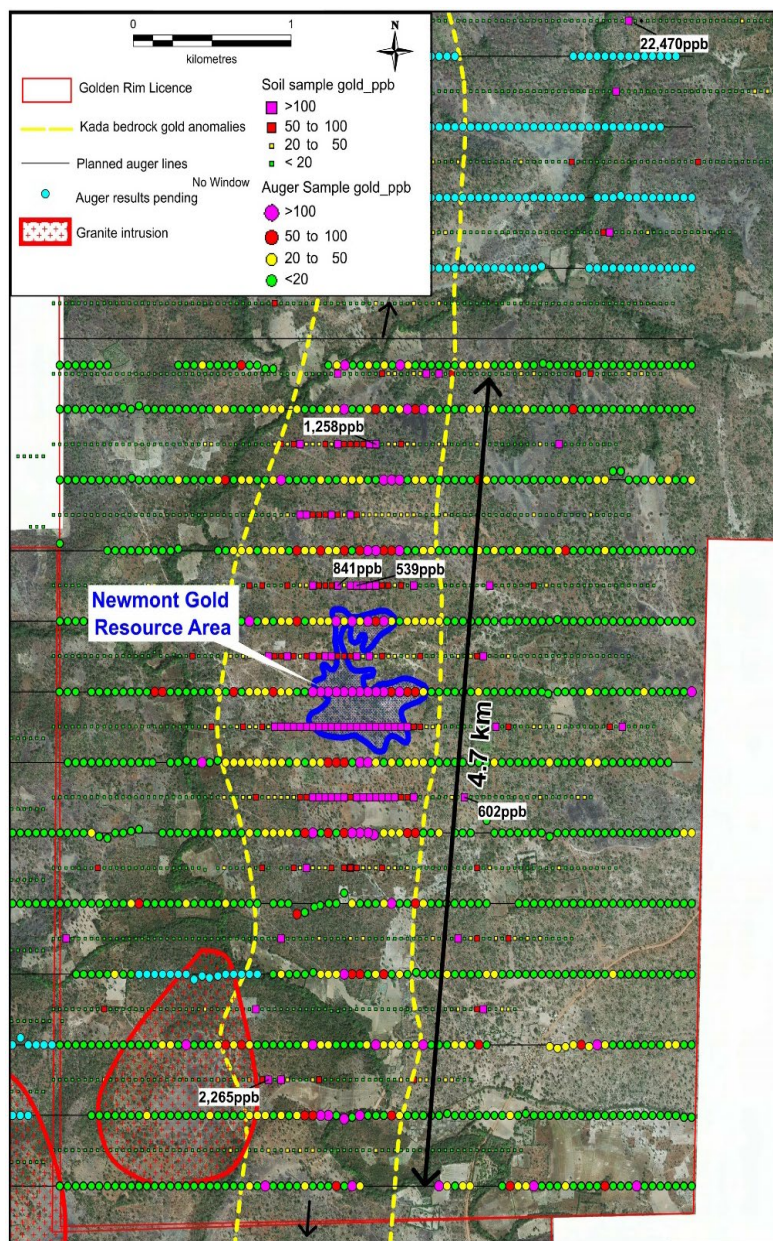 0
1
N
kilometres
Golden Rim Licence
Kada bedrock gold anomalies
Planned auger lines
No Window
Auger results pending
Granite intrusion
Soil sample gold_ppb
>100
50 to 100
20 to 50
< 20
Auger Sample gold_ppb
>100
50 to 100
20 to 50
<20
22,470ppb
1,258ppb
841ppb
539ppb
Newmont Gold
Resource Area
4.7 km
602ppb
2,265ppb